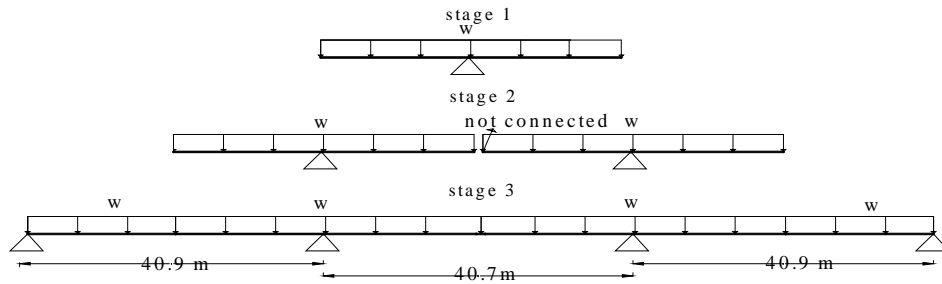 stage 1
w
stage 2
not connected
w
w
stage 3
w
w
w
w
40.9 m
40.7m
40.9 m